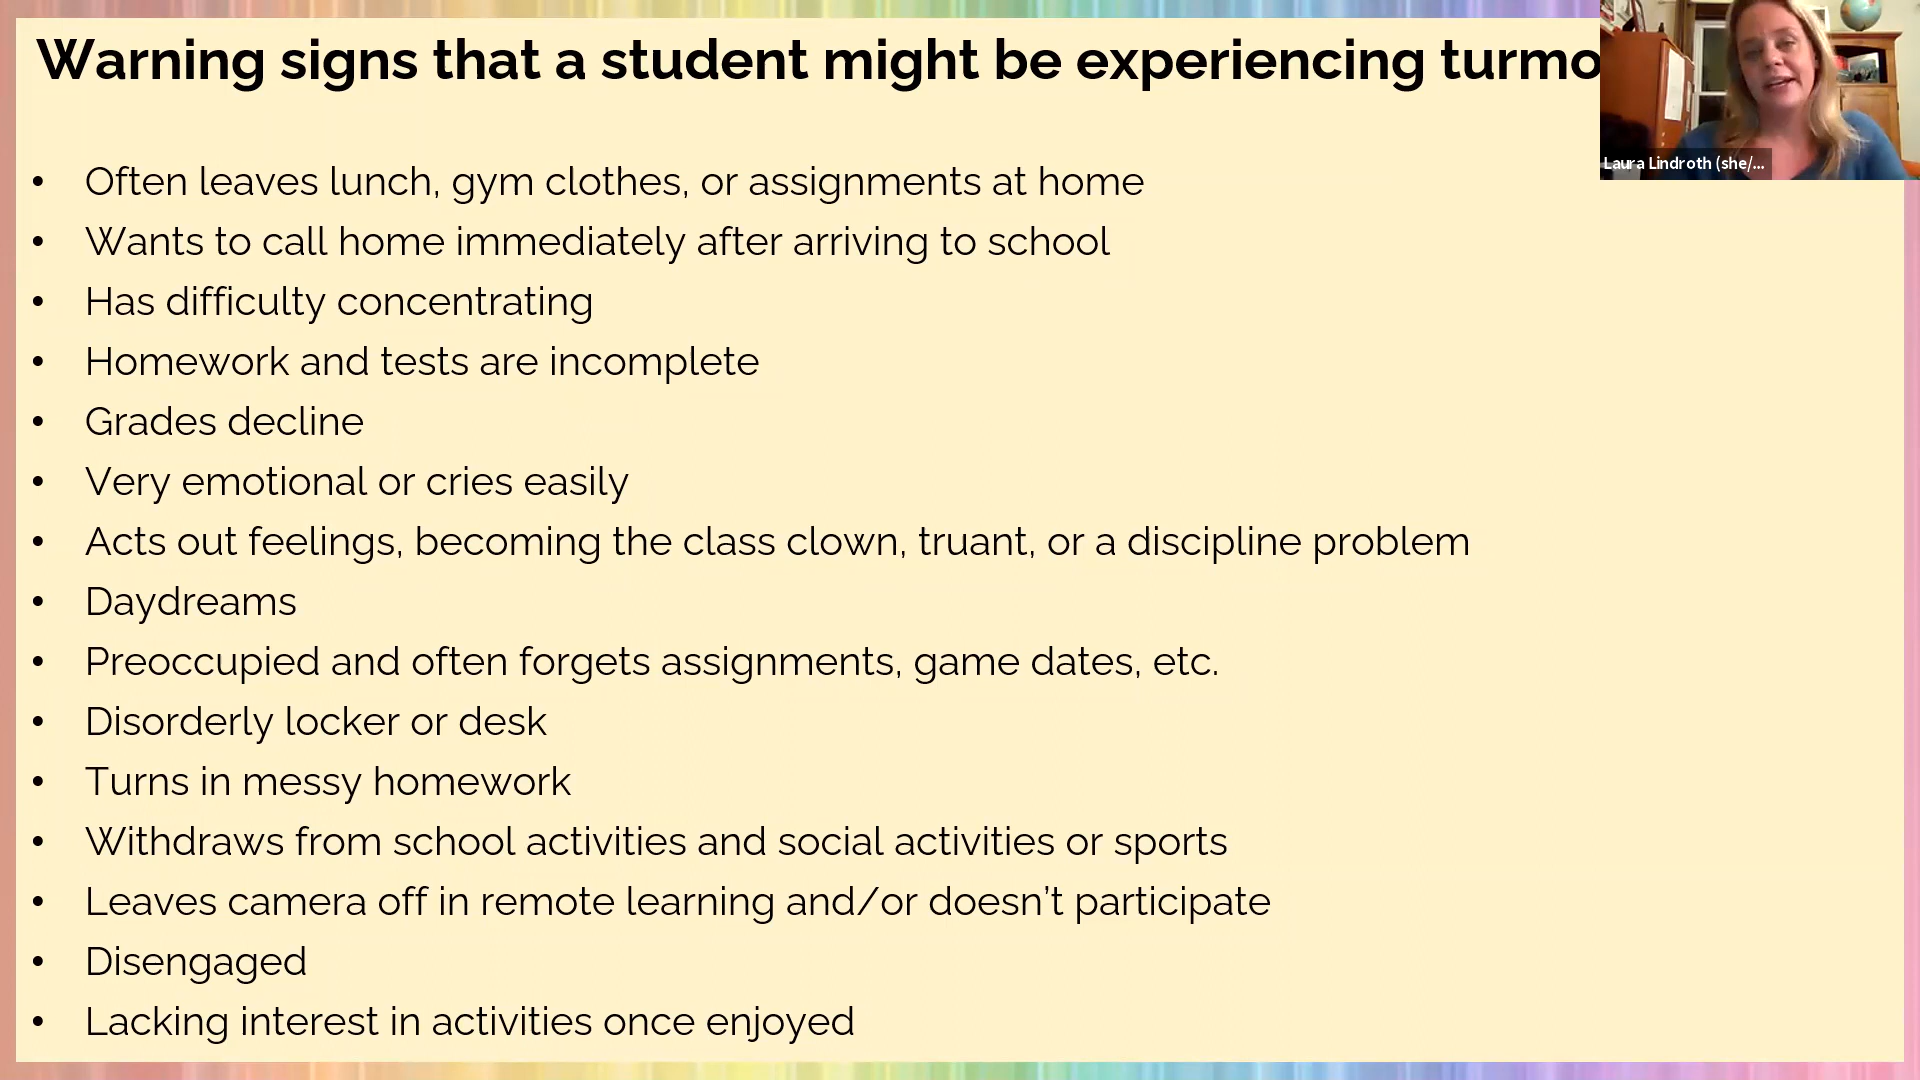 Warning signs that a student might be experiencing turmo
Laura Lindroth (she/...
• Often leaves lunch, gym clothes, or assignments at home
• Wants to call home immediately after arriving to school
• Has difficulty concentrating
• Homework and tests are incomplete
• Grades decline
• Very emotional or cries easily
• Acts out feelings, becoming the class clown, truant, or a discipline problem
• Daydreams
• Preoccupied and often forgets assignments, game dates, etc.
• Disorderly locker or desk
• Turns in messy homework
• Withdraws from school activities and social activities or sports
• Leaves camera off in remote learning and/or doesn’t participate
• Disengaged
• Lacking interest in activities once enjoyed